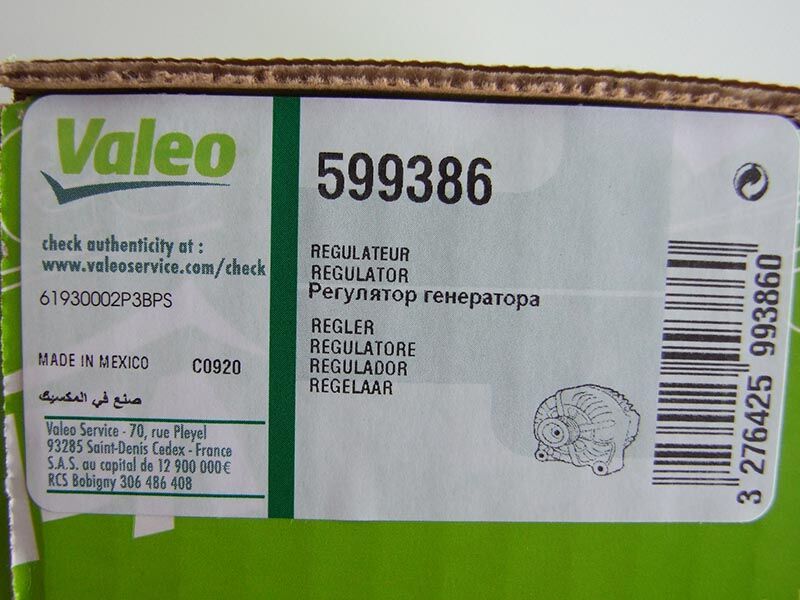 Valeo
check authenticity at :
www.valeoservice.com/check
61930002P3BPS
MADE IN MEXICO C0920
صنع في المكسيك
Valeo Service - 70, rue Pleyel
93285 Saint-Denis Cedex - France
S.A.S. au capital de 12 900 000€
RCS Bobigny 306 486 408
599386
REGULATEUR
REGULATOR
Регулятор генератора
REGLER
REGULATORE
REGULADOR
REGELAAR
3 276425 993860